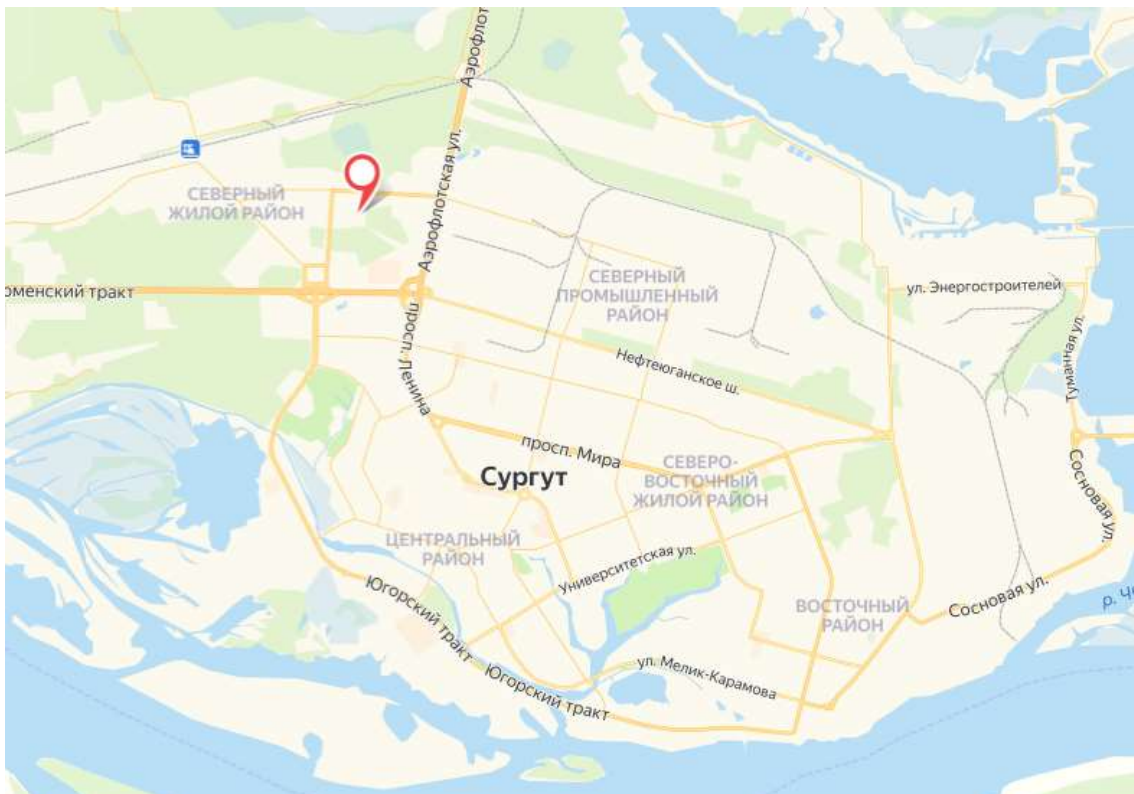 Аэрофлот
Аэрофлотская ул.
СЕВЕРНЫЙ
ЖИЛОЙ РАЙОН
СЕВЕРНЫЙ
ПРОМЫШЛЕННЫЙ
РАЙОН
ул. Энергостроителей
юменский тракт
просп. Ленина
Туманная ул.
Нефтеюганское ш.
просп. Мира
Сургут
СЕВЕРО-
ВОСТОЧНЫЙ
ЖИЛОЙ РАЙОН
Сосновая ул.
ЦЕНТРАЛЬНЫЙ
РАЙОН
Университетская ул.
Югорский тракт
ВОСТОЧНЫЙ
РАЙОН
Сосновая ул.
р. Че
ул. Мелик-Карамова
Югорский тракт